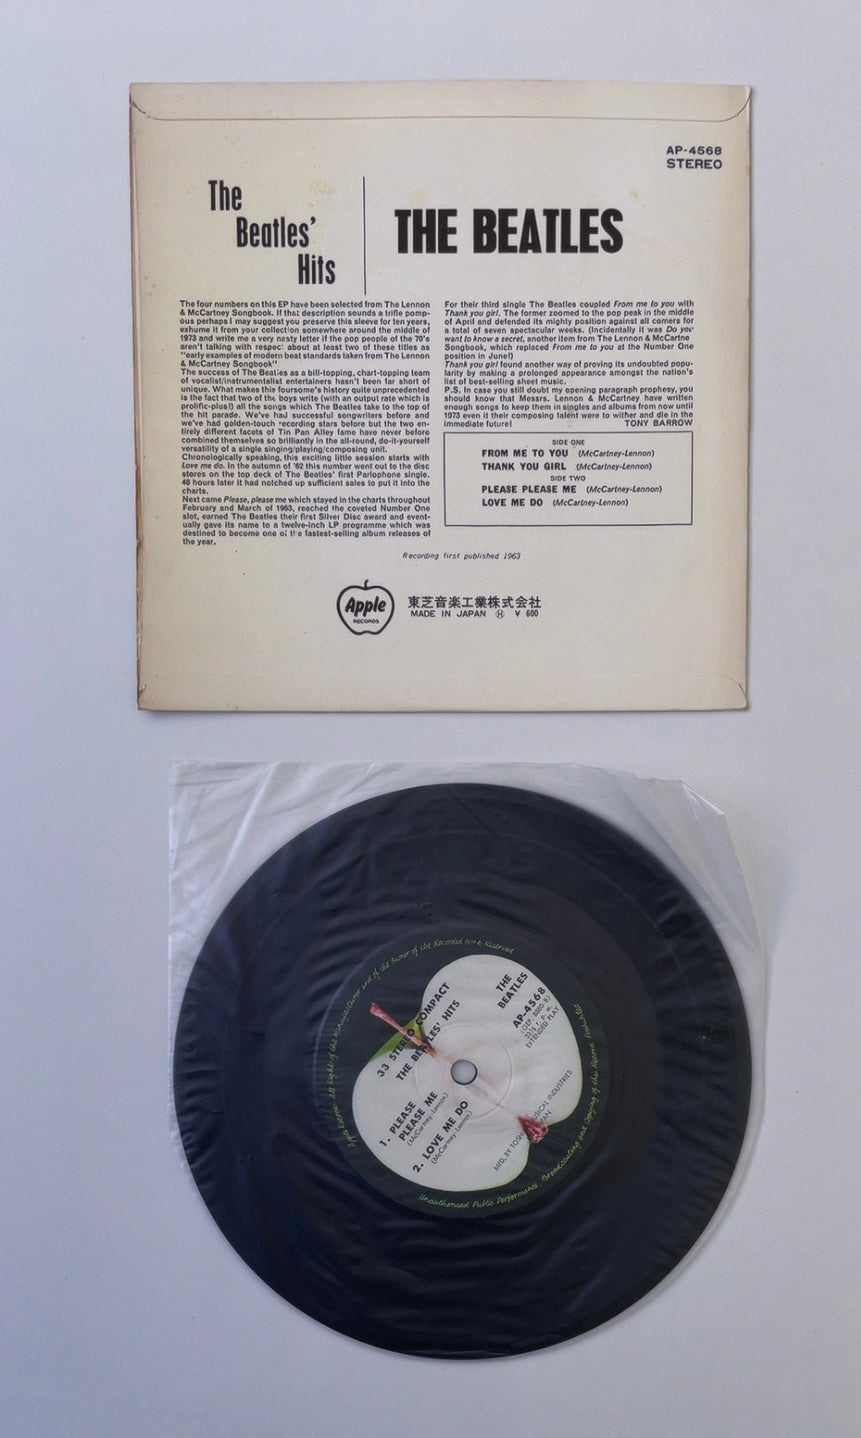 AP-4568
STEREO
The
Beatles'
Hits
THE BEATLES
The four numbers on this EP have been selected from The Lennon
& McCartney Songbook. If that description sounds a trifle pomp-
ous perhaps I may suggest you preserve this sleeve for ten years,
exhume it from your collection somewhere around the middle of
1973 and write me a very nasty letter if the pop people of the 70's
aren't talking with respect about at least two of these titles as
"early examples of modern beat standards taken from The Lennon
& McCartney Songbook"
The success of The Beatles as a bill-topping, chart-topping team
of vocalist/instrumentalist entertainers hasn't been far short of
unique. What makes this foursome's history quite unprecedented
is the fact that two of the boys write (with an output rate which is
prolific-plus!) all the songs which The Beatles take to the top of
the hit parade. We've had successful songwriters before and
we've had golden-touch recording stars before but the two en-
tirely different facets of Tin Pan Alley fame have never before
combined themselves so brilliantly in the all-round, do-it-yourself
versatility of a single singing/playing/composing unit.
Chronologically speaking, this exciting little session starts with
Love me do. In the autumn of '62 this number went out to the disc
stores on the top deck of The Beatles' first Parlophone single.
48 hours later it had notched up sufficient sales to put it into the
charts.
Next came Please, please me which stayed in the charts throughout
February and March of 1963, reached the coveted Number One
slot, earned The Beatles their first Silver Disc award and event-
ually gave its name to a twelve-inch LP programme which was
destined to become one of the fastest-selling album releases of
the year.
For their third single The Beatles coupled From me to you with
Thank you girl. The former zoomed to the pop peak in the middle
of April and defended its mighty position against all comers for
a total of seven spectacular weeks. (Incidentally it was Do you
want to know a secret, another item from The Lennon & McCartne
Songbook, which replaced From me to you at the Number One
position in June!)
Thank you girl found another way of proving its undoubted popu-
larity by making a prolonged appearance amongst the nation's
list of best-selling sheet music.
P.S. In case you still doubt my opening paragraph prophesy, you
should know that Messrs. Lennon & McCartney have written
enough songs to keep them in singles and albums from now until
1973 even it their composing talent were to wither and die in the
immediate future! TONY BARROW
SIDE ONE
FROM ME TO YOU (McCartney-Lennon)
THANK YOU GIRL (McCartney-Lennon)
SIDE TWO
PLEASE PLEASE ME (McCartney-Lennon)
LOVE ME DO (McCartney-Lennon)
Recording first published 1963
Apple
RECORDS
東芝音楽工業株式会社
MADE IN JAPAN Ⓗ ¥ 600
33 STEREO COMPACT
THE BEATLES' HITS
THE
BEATLES
AP-4568
33⅓ r. p. m.
EXTENDED PLAY
1. PLEASE
PLEASE ME
(McCartney-Lennon)
2. LOVE ME DO
(McCartney-Lennon)
MFD. BY
Apple Records All Rights of the Manufacturer and of the Owner of the Recorded Work Reserved
Unauthorised Public Performance, Broadcasting and Copying of this Record Prohibited